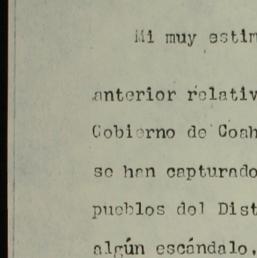 Mi muy estim
anterior relativ
Gobierno de Coah
se han capturado
pueblos del Dist
algún escándalo,